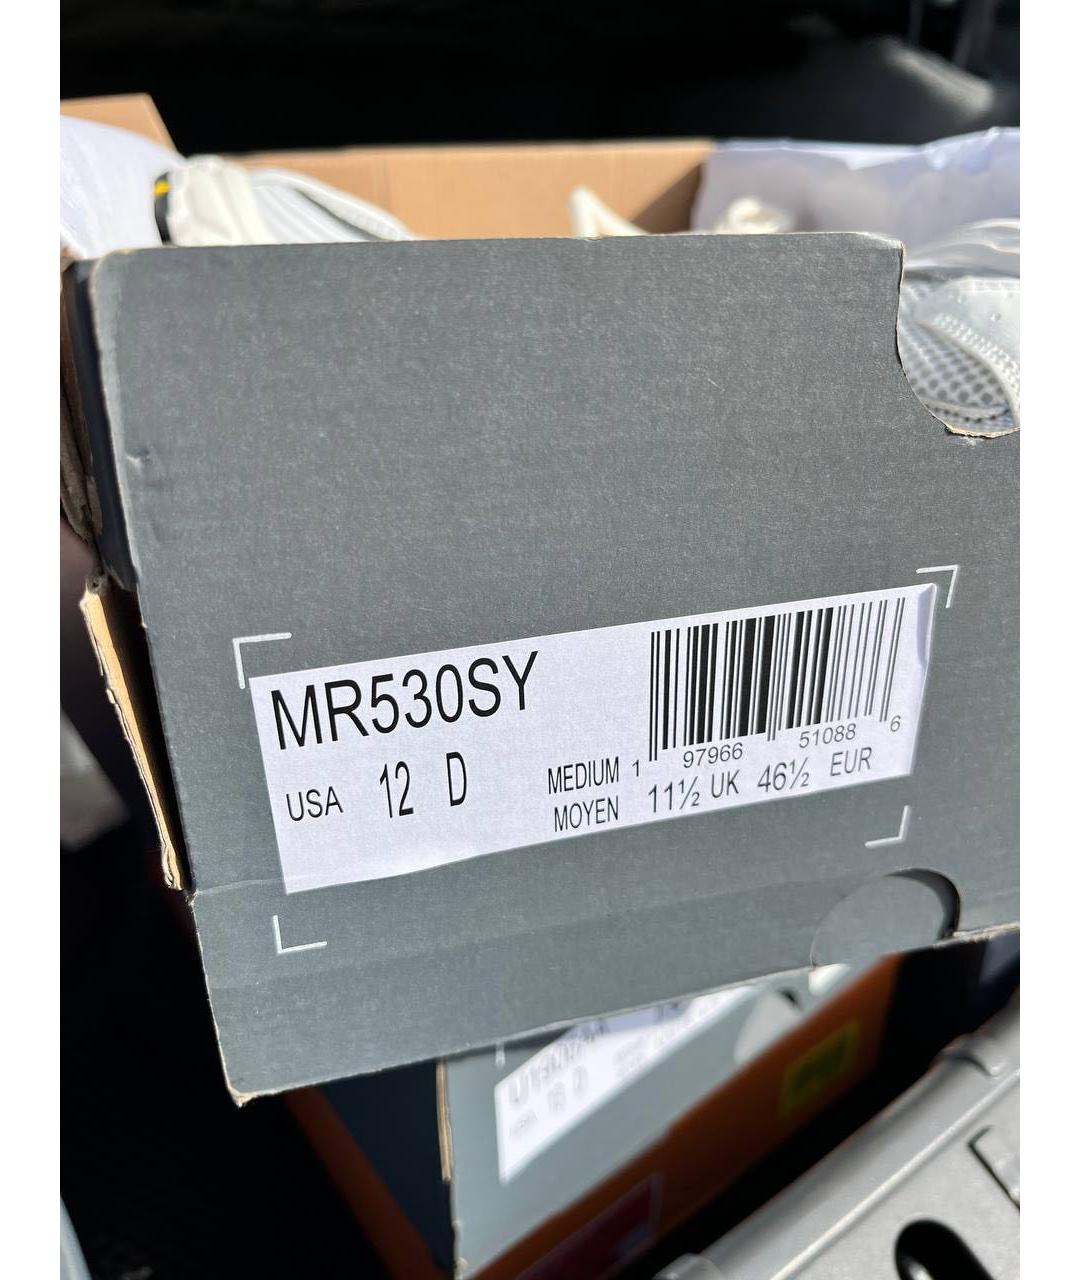 MR530SY
USA 12 D
MEDIUM
MOYEN
1 97966 51088 6
11½ UK 46½ EUR